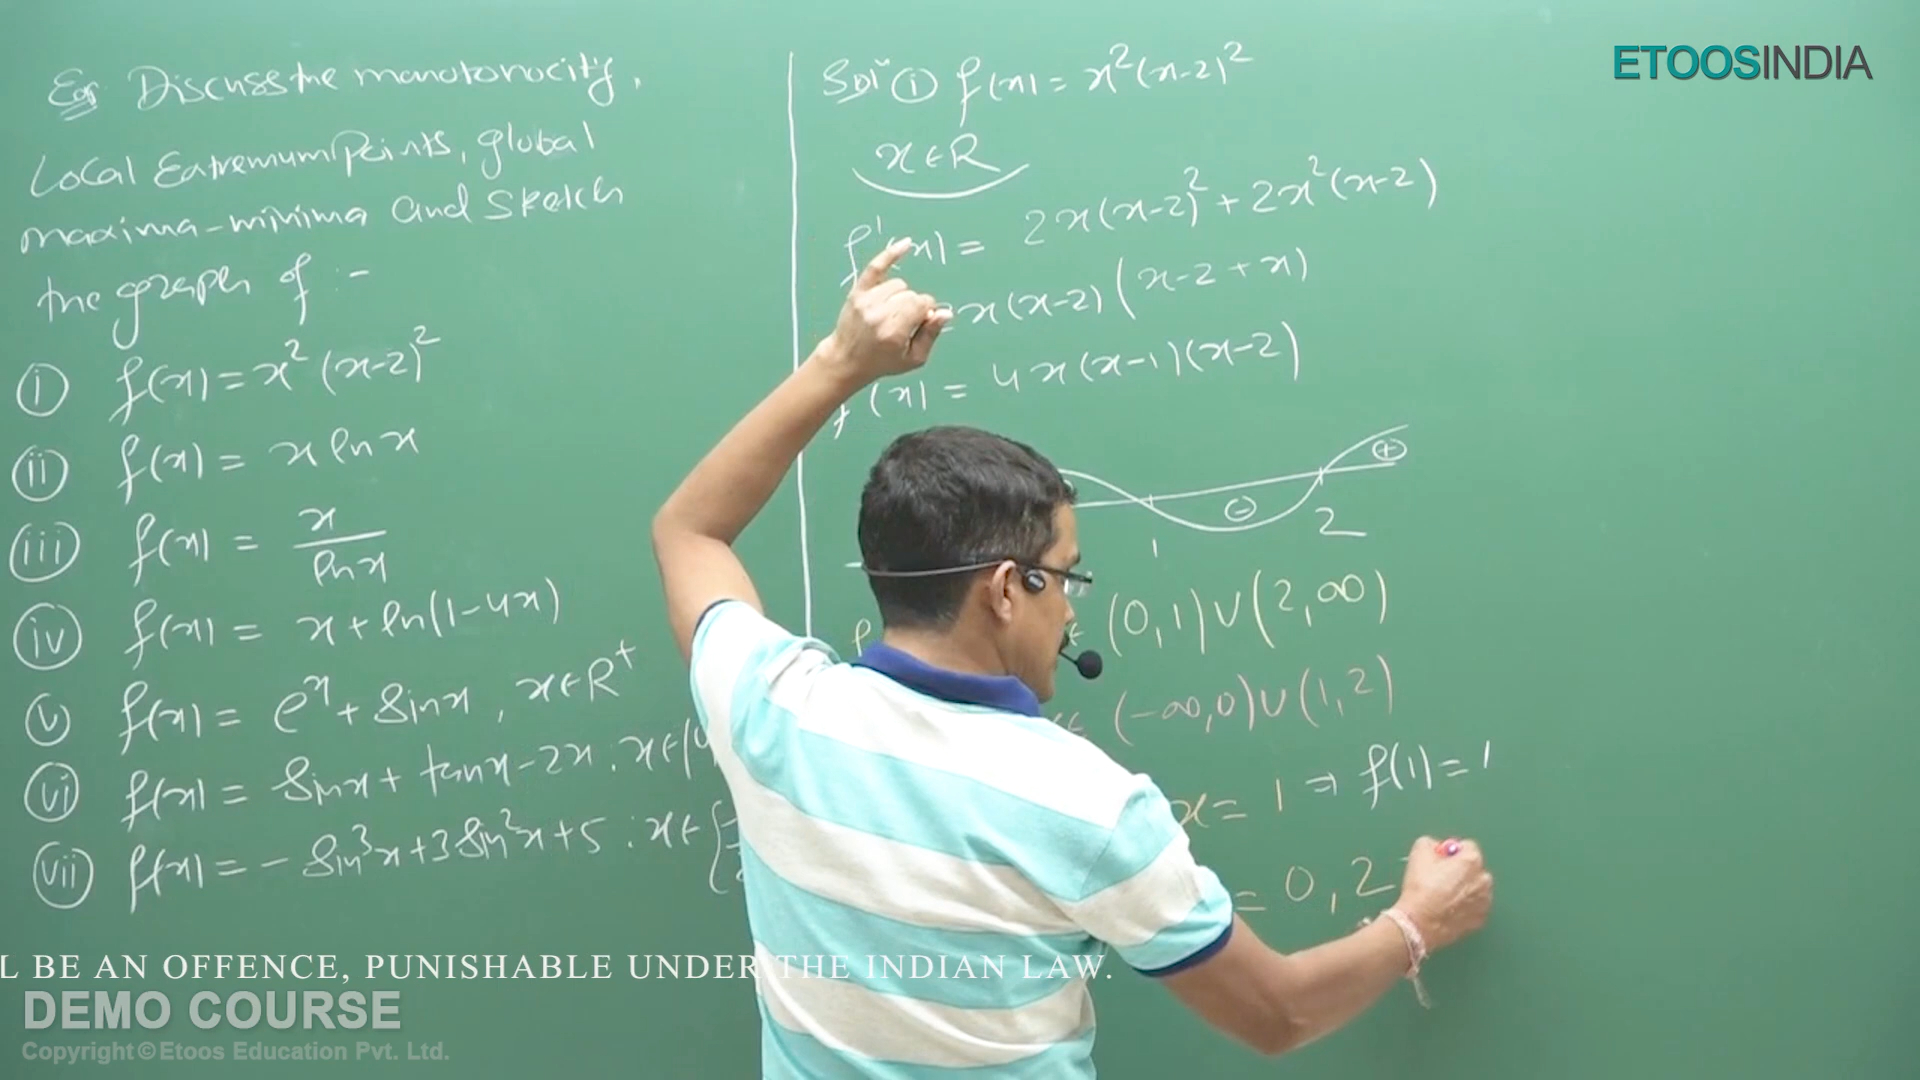 Ex Discuss the monotonocity,
Local Extremum Points, global
maxima-minima and sketch
the graph of :-
(i) f(x) = x²(x-2)²
(ii) f(x) = x ln x
(iii) f(x) = x / ln x
(iv) f(x) = x + ln(1-4x)
(v) f(x) = eˣ + sin x , x ∈ R⁺
(vi) f(x) = sin x + tan x - 2x : x ∈
(vii) f(x) = - sin³x + 3 sin²x + 5 : x ∈
Solⁿ (i) f(x) = x²(x-2)²
x ∈ R
f'(x) = 2x(x-2)² + 2x²(x-2)
x(x-2)(x-2+x)
(x) = 4x(x-1)(x-2)
- +
1 2
(0,1) ∪ (2,∞)
(-∞,0) ∪ (1,2)
x = 1 ⇒ f(1) = 1
= 0, 2
ETOOSINDIA
L BE AN OFFENCE, PUNISHABLE UNDER THE INDIAN LAW.
DEMO COURSE
Copyright © Etoos Education Pvt. Ltd.